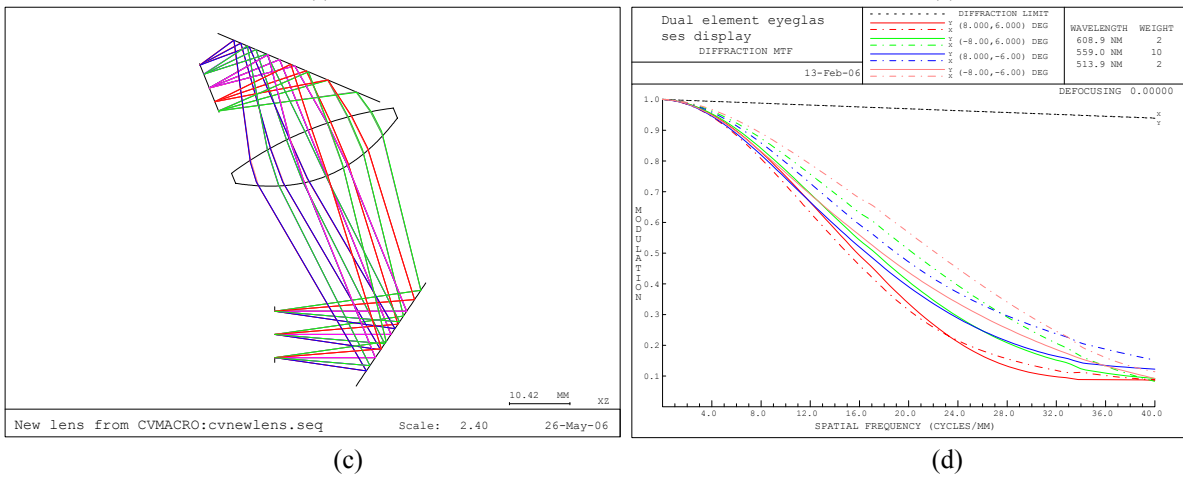 10.42 MM XZ
New lens from CVMACRO:cvnewlens.seq Scale: 2.40 26-May-06
(c)
Dual element eyeglas
ses display
DIFFRACTION MTF
13-Feb-06
DIFFRACTION LIMIT
Y
X
(8.000,6.000) DEG
Y
X
(-8.00,6.000) DEG
Y
X
(8.000,-6.00) DEG
Y
X
(-8.00,-6.00) DEG
WAVELENGTH WEIGHT
608.9 NM 2
559.0 NM 10
513.9 NM 2
DEFOCUSING 0.00000
1.0
0.9
0.8
0.7
0.6
0.5
0.4
0.3
0.2
0.1
MODULATION
X
Y
4.0 8.0 12.0 16.0 20.0 24.0 28.0 32.0 36.0 40.0
SPATIAL FREQUENCY (CYCLES/MM)
(d)